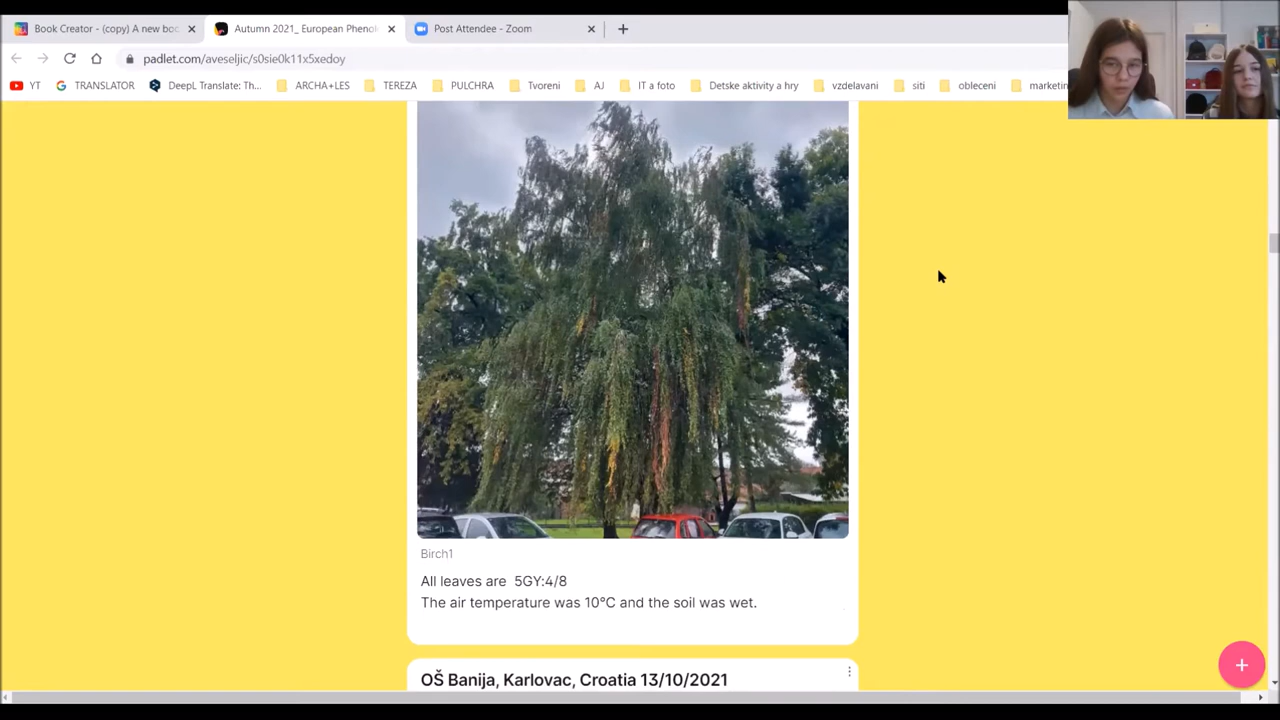 Book Creator - (copy) A new boo
Autumn 2021_ European Phenol
Post Attendee - Zoom
padlet.com/aveseljic/s0sie0k11x5xedoy
YT
TRANSLATOR
DeepL Translate: Th...
ARCHA+LES
TEREZA
PULCHRA
Tvoreni
AJ
IT a foto
Detske aktivity a hry
vzdelavani
siti
obleceni
marketin
Birch1
All leaves are 5GY:4/8
The air temperature was 10°C and the soil was wet.
OŠ Banija, Karlovac, Croatia 13/10/2021